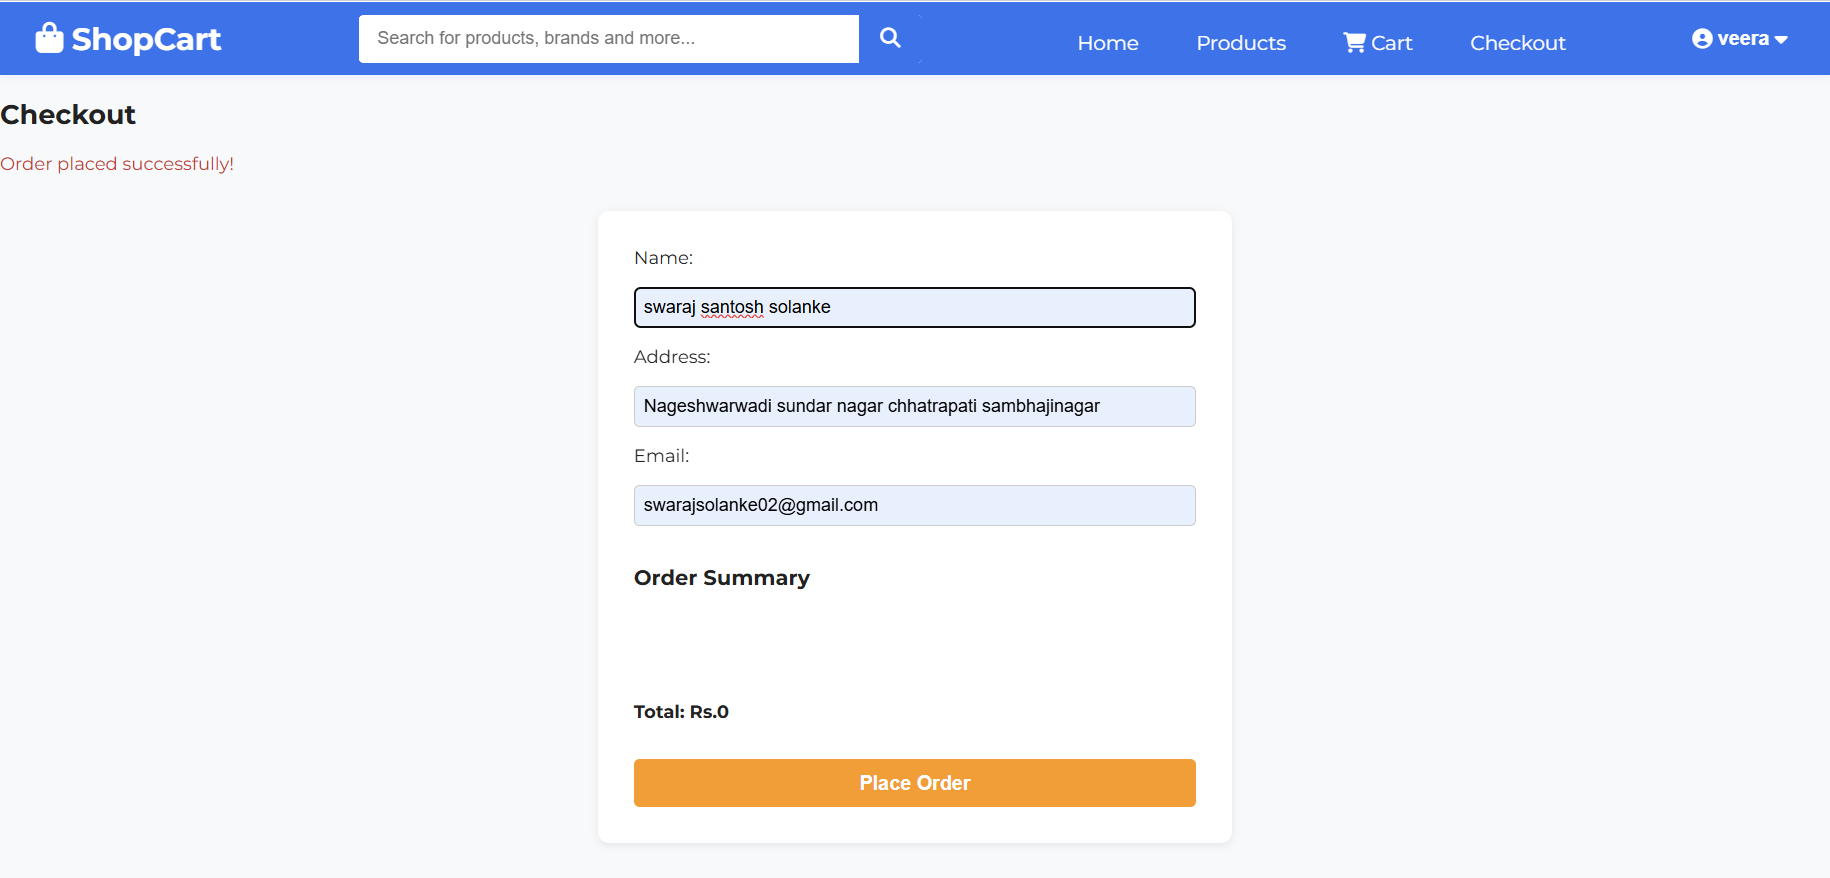 ShopCart
Search for products, brands and more...
Home
Products
Cart
Checkout
veera
Checkout
Order placed successfully!
Name:
swaraj santosh solanke
Address:
Nageshwarwadi sundar nagar chhatrapati sambhajinagar
Email:
swarajsolanke02@gmail.com
Order Summary
Total: Rs.0
Place Order